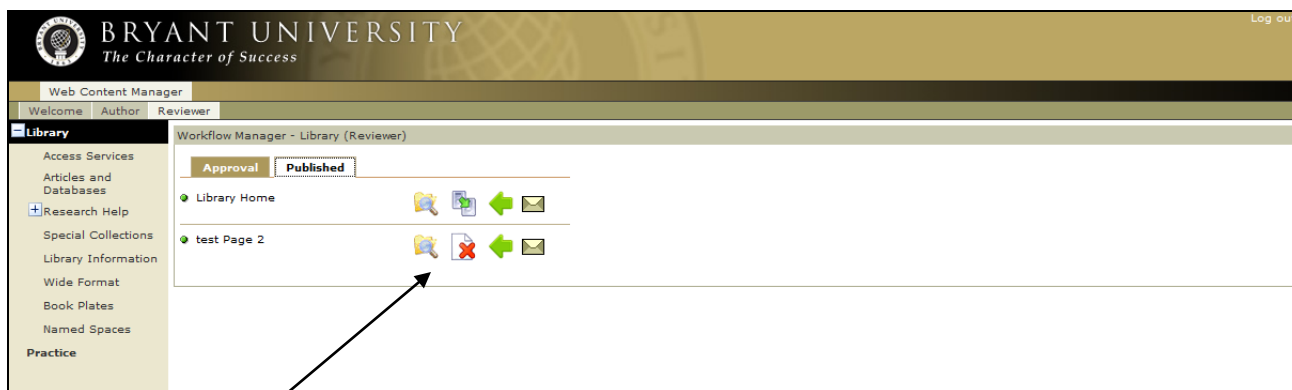 Log ou
BRYANT UNIVERSITY
The Character of Success
Web Content Manager
Welcome Author Reviewer
Library
Workflow Manager - Library (Reviewer)
Access Services
Articles and
Databases
Research Help
Special Collections
Library Information
Wide Format
Book Plates
Named Spaces
Practice
Approval Published
Library Home
test Page 2